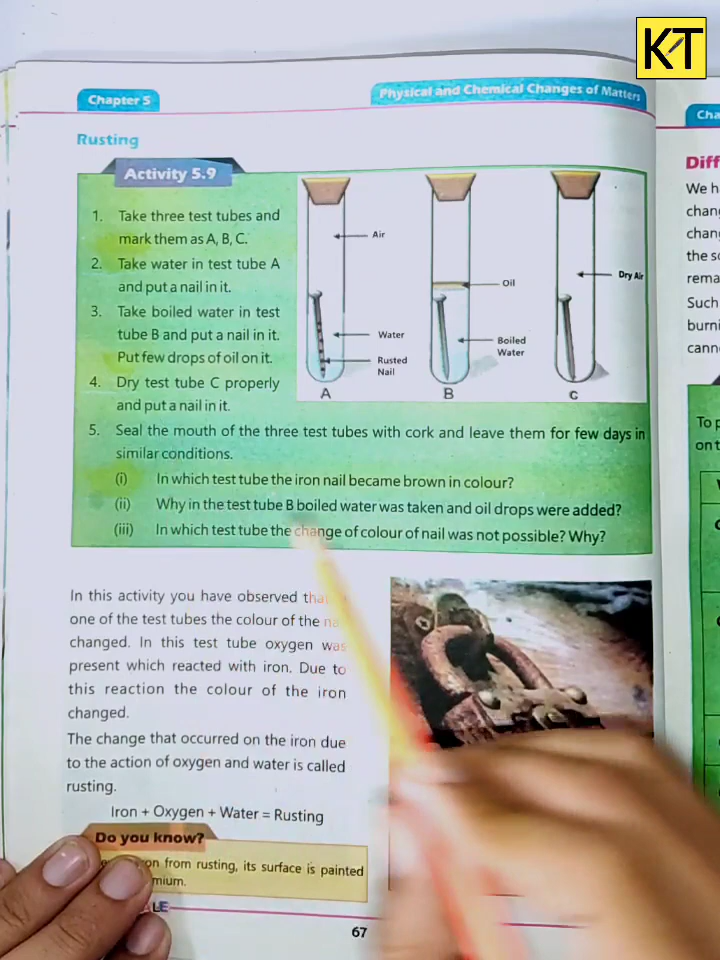 KT
Chapter 5
Physical and Chemical Changes of Matters
Rusting
Activity 5.9
1. Take three test tubes and
mark them as A, B, C.
2. Take water in test tube A
and put a nail in it.
3. Take boiled water in test
tube B and put a nail in it.
Put few drops of oil on it.
4. Dry test tube C properly
and put a nail in it.
Air
Water
Rusted
Nail
A
Oil
Boiled
Water
B
Dry Air
C
5. Seal the mouth of the three test tubes with cork and leave them for few days in
similar conditions.
(i) In which test tube the iron nail became brown in colour?
(ii) Why in the test tube B boiled water was taken and oil drops were added?
(iii) In which test tube the change of colour of nail was not possible? Why?
In this activity you have observed
one of the test tubes the colour of the
changed. In this test tube oxygen was
present which reacted with iron. Due to
this reaction the colour of the iron
changed.
The change that occurred on the iron due
to the action of oxygen and water is called
rusting.
Iron + Oxygen + Water = Rusting
Do you know?
from rusting, its surface is painted
67
Diff
We h
chang
chan
the s
rema
Such
burni
cann
To p
on t